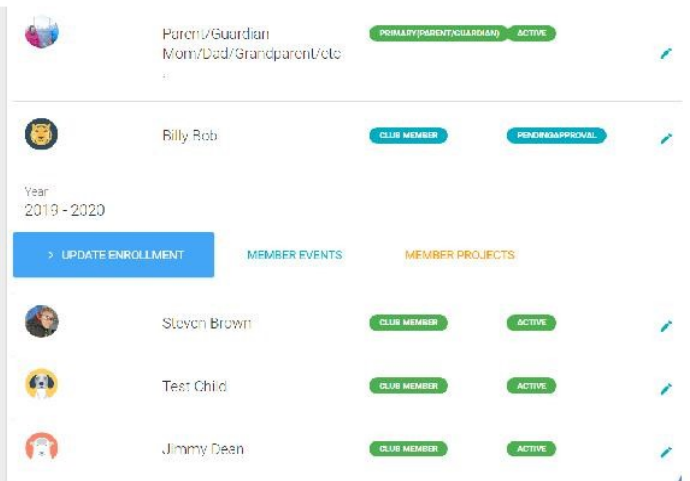 Parent/Guardian PRIMARY(PARENT/GUARDIAN) ACTIVE
Mom/Dad/Grandparent/etc
.
Billy Bob CLUB MEMBER PENDINGAPPROVAL
Year
2019 - 2020
> UPDATE ENROLLMENT MEMBER EVENTS MEMBER PROJECTS
Steven Brown CLUB MEMBER ACTIVE
Test Child CLUB MEMBER ACTIVE
Jimmy Dean CLUB MEMBER ACTIVE